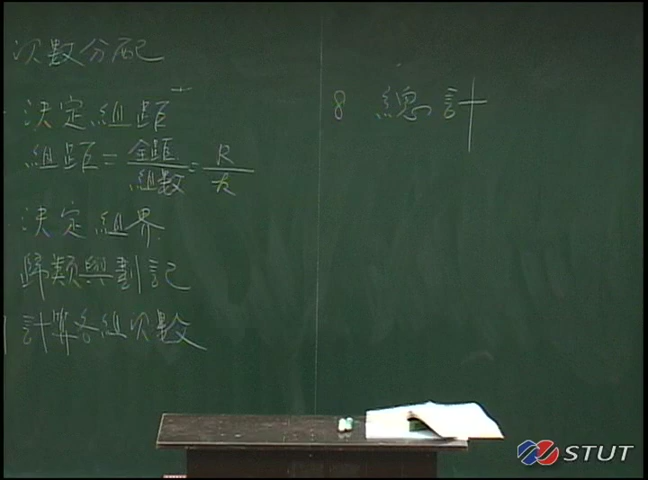 次數分配
決定組距
組距=全距/組數=R/k
決定組界
歸類與劃記
計算各組次數
8 總計
STUT